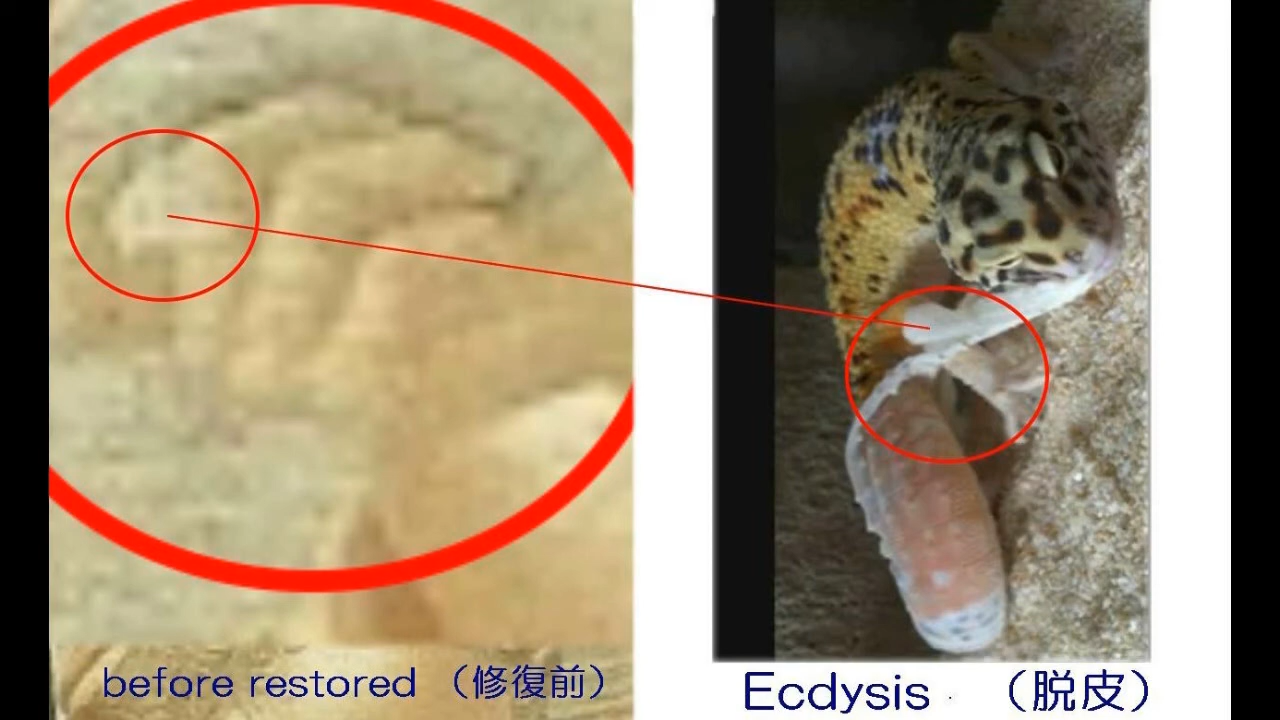 before restored （修復前）
Ecdysis . （脱皮）